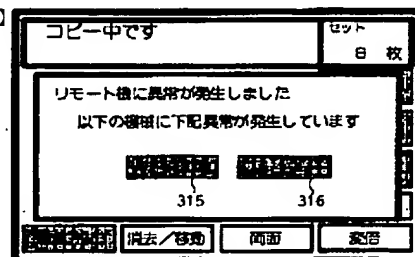 コピー中です
セット
8 枚
リモート機に異常が発生しました
以下の機械に下記異常が発生しています
315
316
消去/移動
両面
変倍